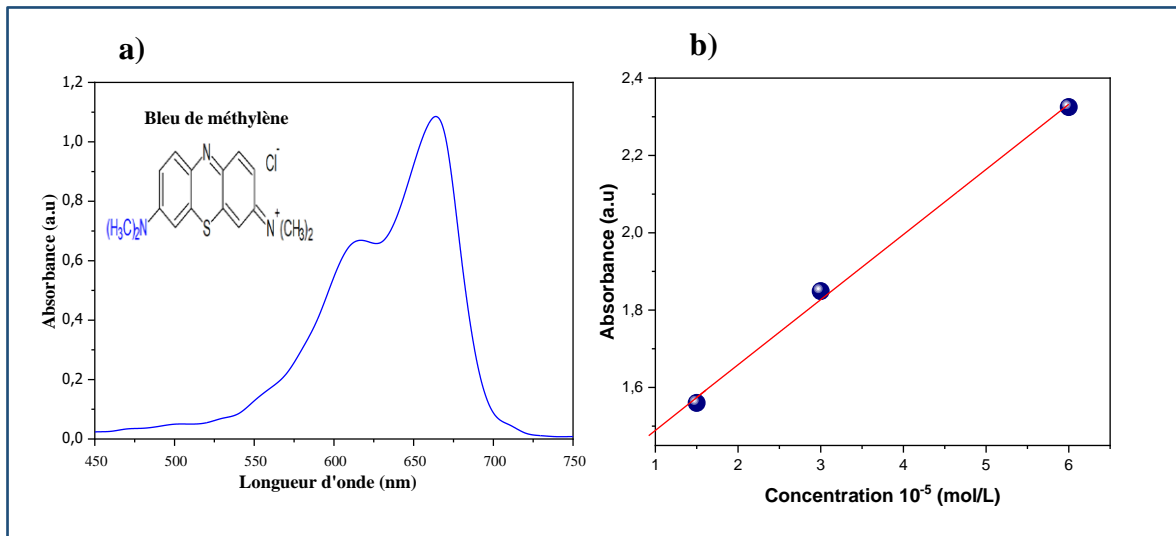 a)
1,2
1,0
0,8
0,6
0,4
0,2
0,0
Absorbance (a.u)
Bleu de méthylène
N
Cl-
(H3C)2N
S
N+(CH3)2
450 500 550 600 650 700 750
Longueur d'onde (nm)
b)
2,4
2,2
2,0
1,8
1,6
Absorbance (a.u)
1 2 3 4 5 6
Concentration 10-5 (mol/L)